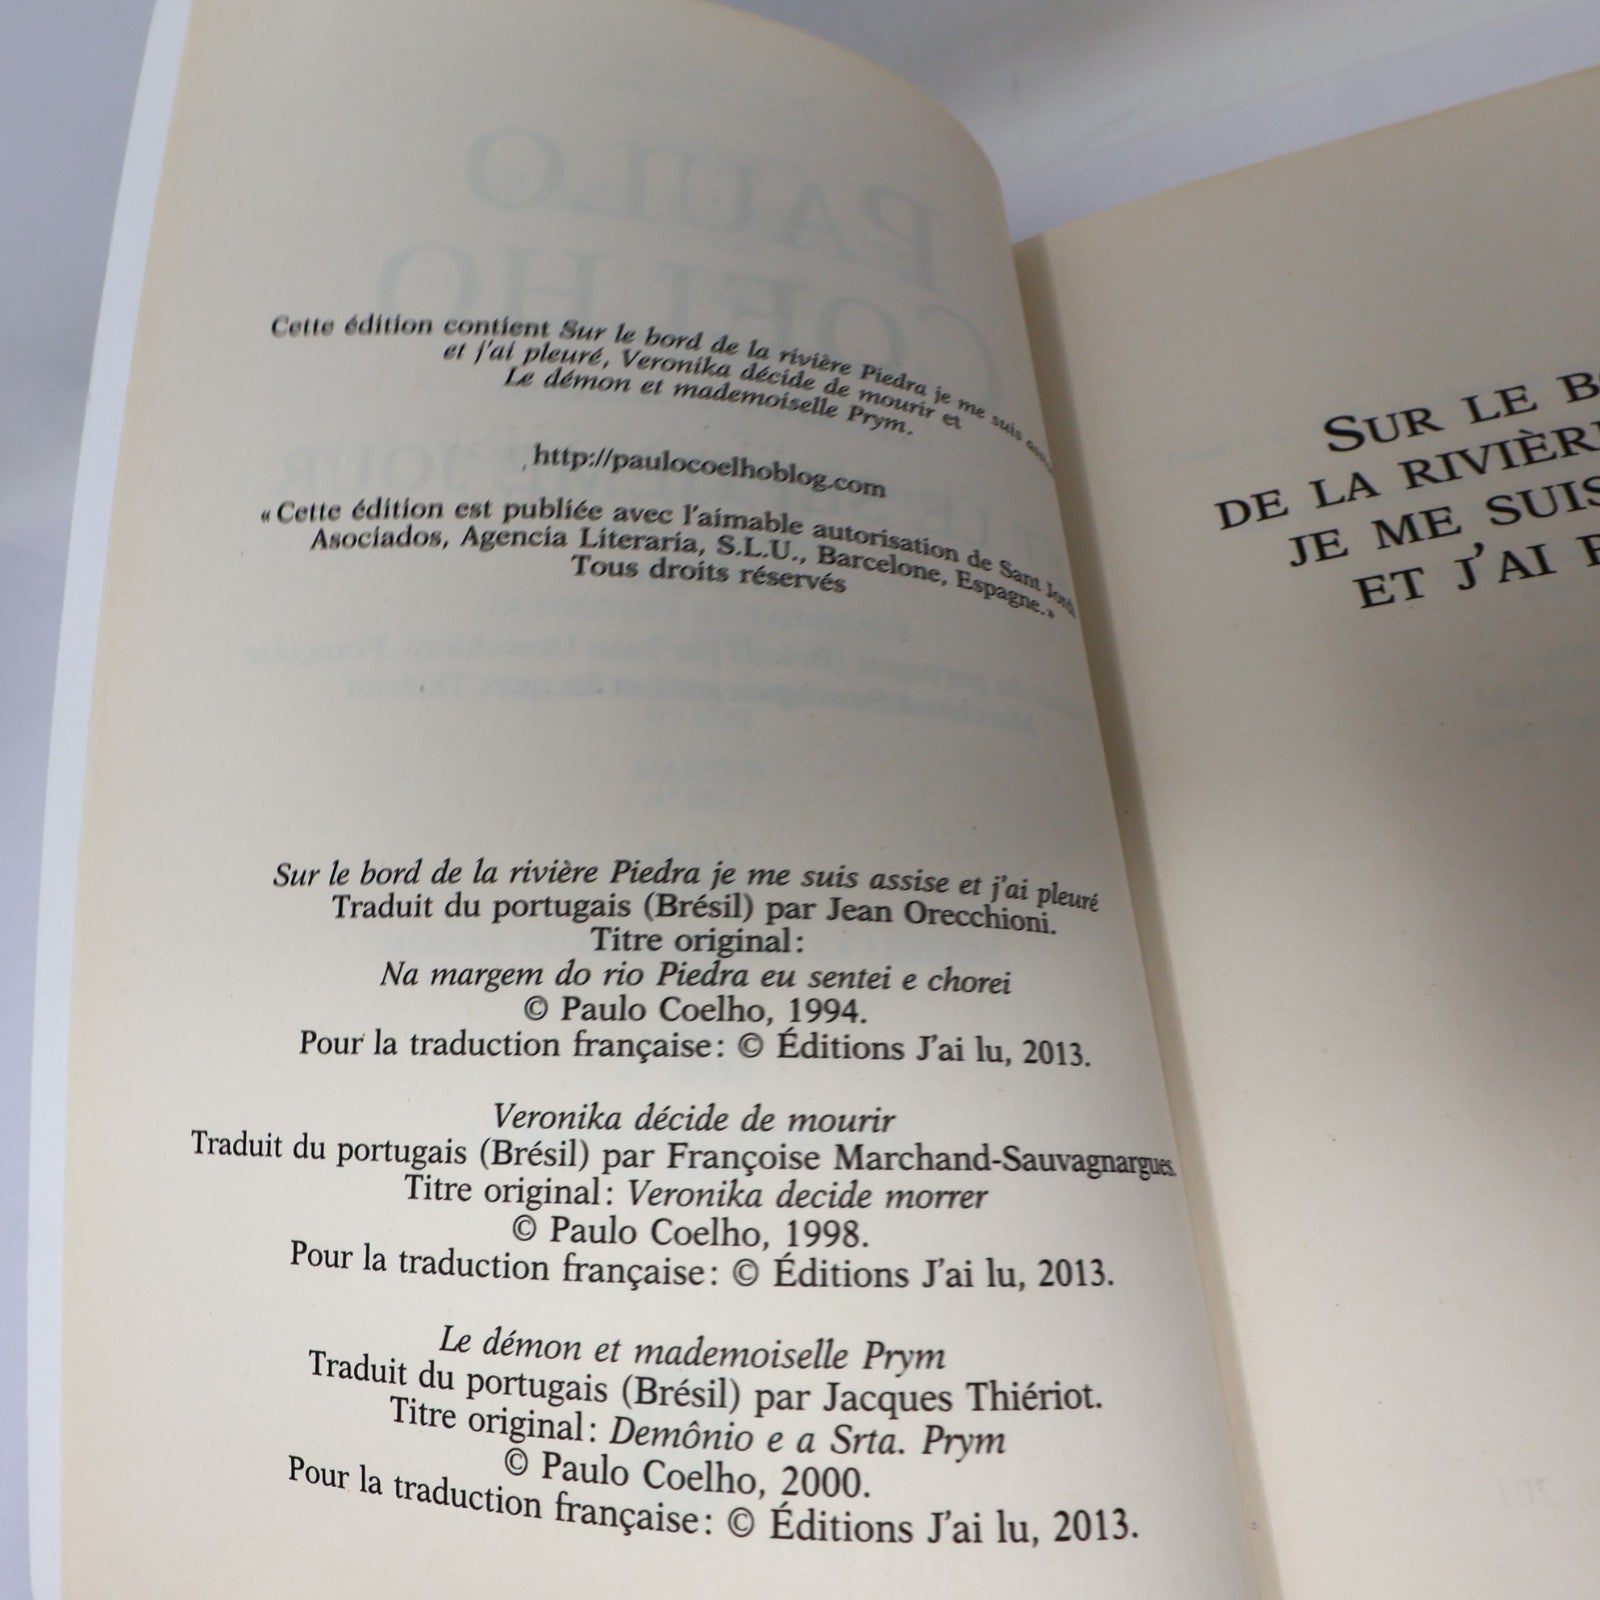 Cette édition contient Sur le bord de la rivière Piedra je me suis assise
et j'ai pleuré, Veronika décide de mourir et
Le démon et mademoiselle Prym.
http://paulocoelhoblog.com
« Cette édition est publiée avec l'aimable autorisation de Sant Jordi
Asociados, Agencia Literaria, S.L.U., Barcelone, Espagne. »
Tous droits réservés
Sur le bord de la rivière Piedra je me suis assise et j'ai pleuré
Traduit du portugais (Brésil) par Jean Orecchioni.
Titre original :
Na margem do rio Piedra eu sentei e chorei
© Paulo Coelho, 1994.
Pour la traduction française : © Éditions J'ai lu, 2013.
Veronika décide de mourir
Traduit du portugais (Brésil) par Françoise Marchand-Sauvagnargues.
Titre original : Veronika decide morrer
© Paulo Coelho, 1998.
Pour la traduction française : © Éditions J'ai lu, 2013.
Le démon et mademoiselle Prym
Traduit du portugais (Brésil) par Jacques Thiériot.
Titre original : Demônio e a Srta. Prym
© Paulo Coelho, 2000.
Pour la traduction française : © Éditions J'ai lu, 2013.
SUR LE
DE LA
JE ME SUIS
ET J'AI